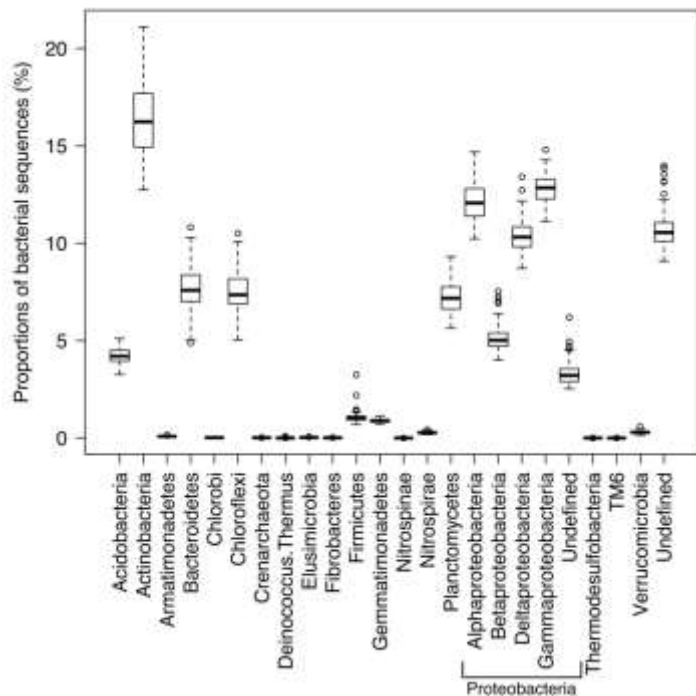 Proportions of bacterial sequences (%)
20
15
10
5
0
Acidobacteria
Actinobacteria
Armatimonadetes
Bacteroidetes
Chlorobi
Chloroflexi
Crenarchaeota
Deinococcus.Thermus
Elusimicrobia
Fibrobacteres
Firmicutes
Gemmatimonadetes
Nitrospinae
Nitrospirae
Planctomycetes
Alphaproteobacteria
Betaproteobacteria
Deltaproteobacteria
Gammaproteobacteria
Undefined
Thermodesulfobacteria
TM6
Verrucomicrobia
Undefined
Proteobacteria